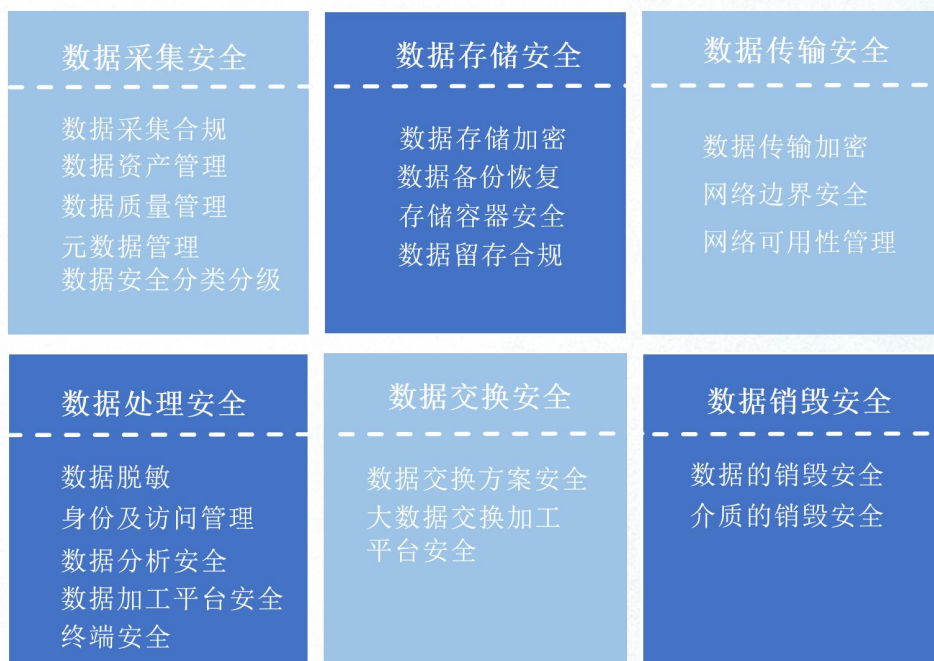 数据采集安全
数据采集合规
数据资产管理
数据质量管理
元数据管理
数据安全分类分级
数据存储安全
数据存储加密
数据备份恢复
存储容器安全
数据留存合规
数据传输安全
数据传输加密
网络边界安全
网络可用性管理
数据处理安全
数据脱敏
身份及访问管理
数据分析安全
数据加工平台安全
终端安全
数据交换安全
数据交换方案安全
大数据交换加工
平台安全
数据销毁安全
数据的销毁安全
介质的销毁安全